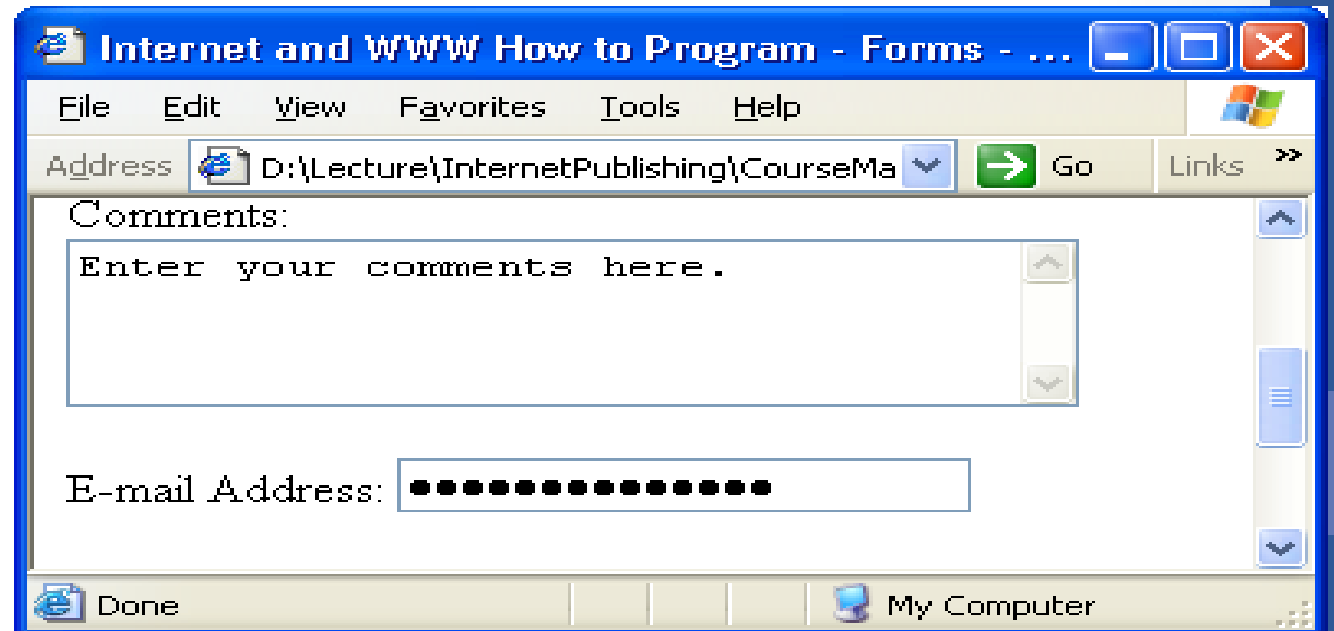 Internet and WWW How to Program - Forms - ...
File Edit View Favorites Tools Help
Address D:\Lecture\InternetPublishing\CourseMa Go Links »
Comments:
Enter your comments here.
E-mail Address: ●●●●●●●●●●●●●●
Done My Computer